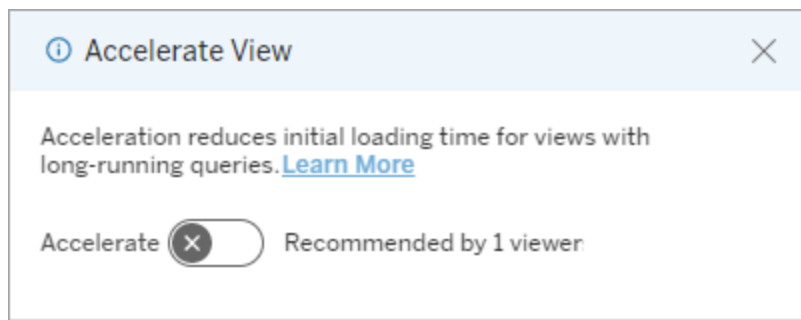 Accelerate View
Acceleration reduces initial loading time for views with
long-running queries. Learn More
Accelerate Recommended by 1 viewer